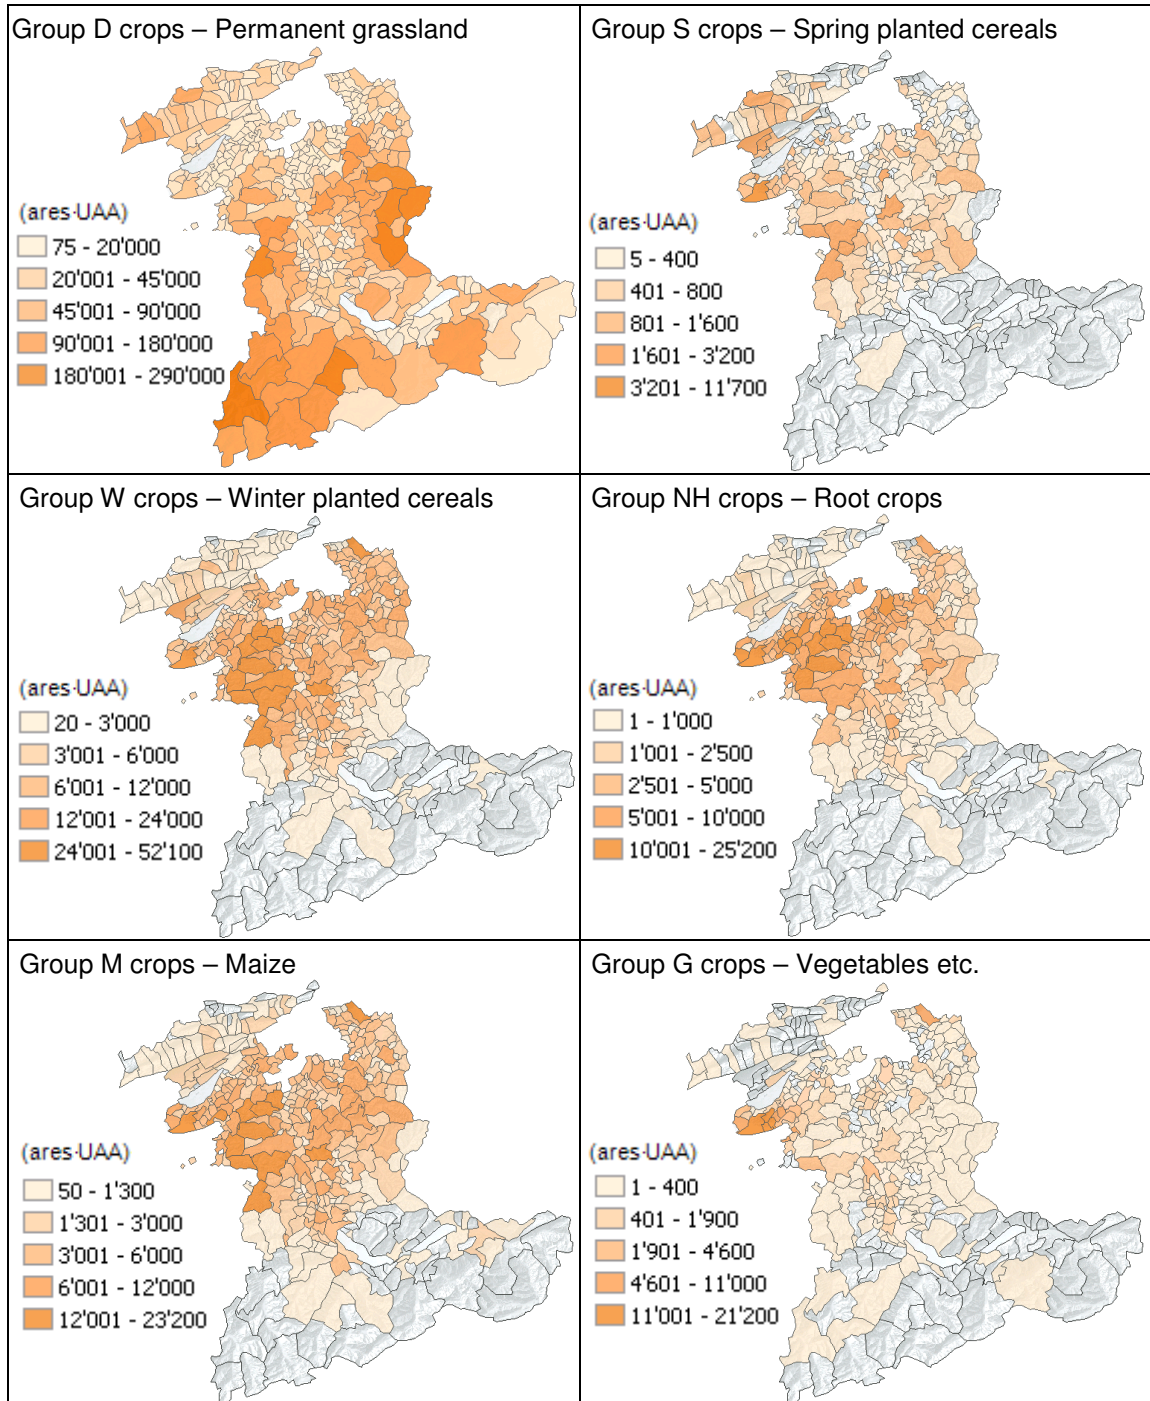 Group D crops – Permanent grassland
(ares·UAA)
75 - 20'000
20'001 - 45'000
45'001 - 90'000
90'001 - 180'000
180'001 - 290'000
Group S crops – Spring planted cereals
(ares·UAA)
5 - 400
401 - 800
801 - 1'600
1'601 - 3'200
3'201 - 11'700
Group W crops – Winter planted cereals
(ares·UAA)
20 - 3'000
3'001 - 6'000
6'001 - 12'000
12'001 - 24'000
24'001 - 52'100
Group NH crops – Root crops
(ares·UAA)
1 - 1'000
1'001 - 2'500
2'501 - 5'000
5'001 - 10'000
10'001 - 25'200
Group M crops – Maize
(ares·UAA)
50 - 1'300
1'301 - 3'000
3'001 - 6'000
6'001 - 12'000
12'001 - 23'200
Group G crops – Vegetables etc.
(ares·UAA)
1 - 400
401 - 1'900
1'901 - 4'600
4'601 - 11'000
11'001 - 21'200